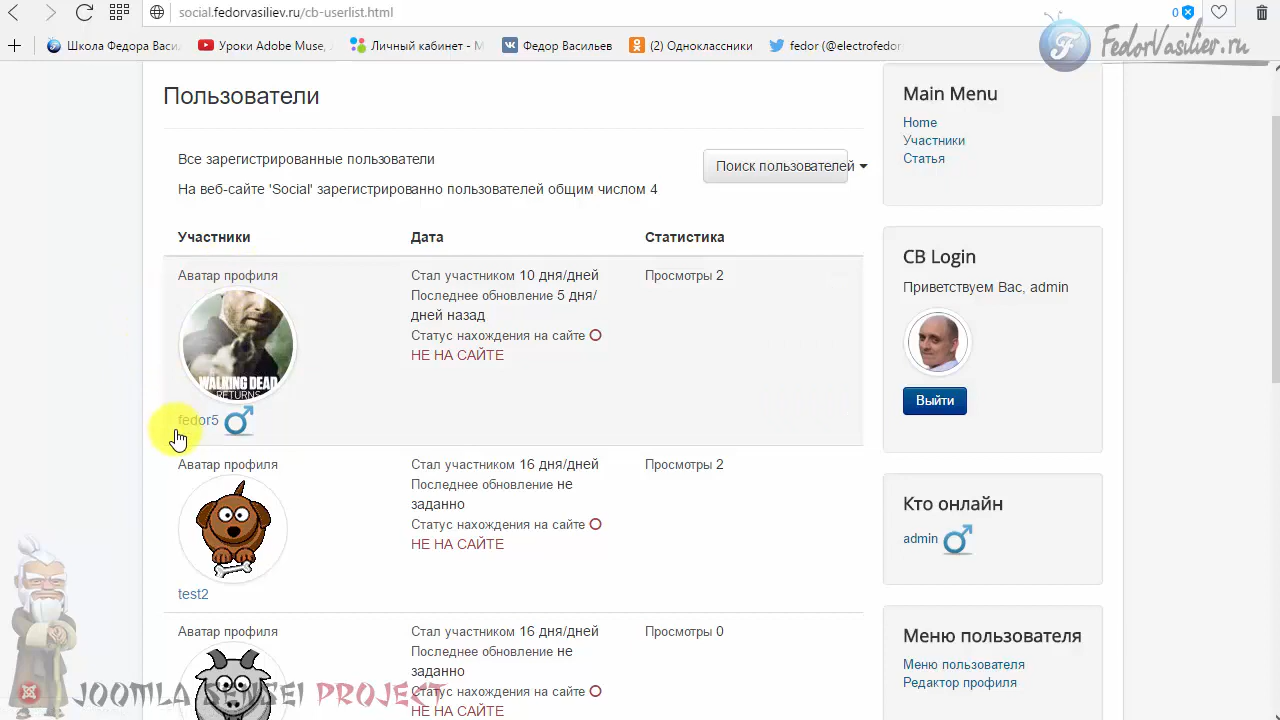 social.fedorvasiliev.ru/cb-userlist.html
0
Школа Федора Васи
Уроки Adobe Muse,
Личный кабинет - М
Федор Васильев
(2) Одноклассники
fedor (@electrofedor
FedorVasiliev.ru
Пользователи
Все зарегистрированные пользователи
Поиск пользователей
На веб-сайте 'Social' зарегистрированно пользователей общим числом 4
Участники
Дата
Статистика
Аватар профиля
Стал участником 10 дня/дней
Просмотры 2
Последнее обновление 5 дня/
дней назад
Статус нахождения на сайте
НЕ НА САЙТЕ
WALKING DEAD
RETURNS
fedor5
Аватар профиля
Стал участником 16 дня/дней
Просмотры 2
Последнее обновление не
заданно
Статус нахождения на сайте
НЕ НА САЙТЕ
test2
Аватар профиля
Стал участником 16 дня/дней
Просмотры 0
Последнее обновление не
заданно
Статус нахождения на сайте
НЕ НА САЙТЕ
Main Menu
Home
Участники
Статья
CB Login
Приветствуем Вас, admin
Выйти
Кто онлайн
admin
Меню пользователя
Меню пользователя
Редактор профиля
JOOMLA SENSEI PROJECT